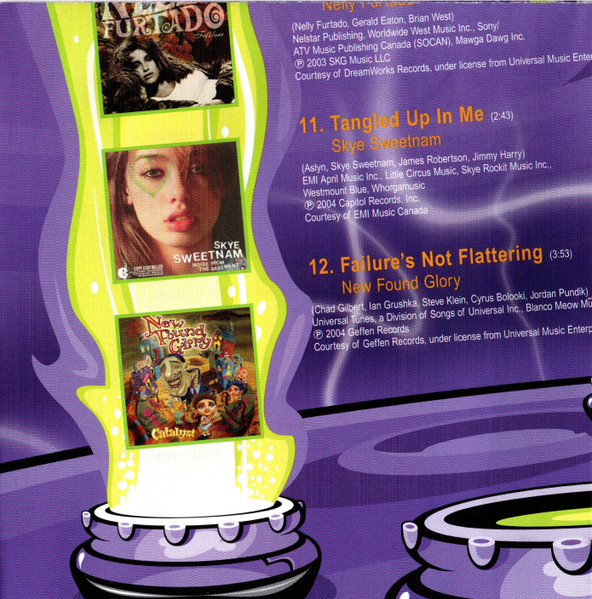 NELLY
FURTADO
Folklore
Nelly Furtado
(Nelly Furtado, Gerald Eaton, Brian West)
Nelstar Publishing, Worldwide West Music Inc., Sony/
ATV Music Publishing Canada (SOCAN), Mawga Dawg Inc.
℗ 2003 SKG Music LLC
Courtesy of DreamWorks Records, under license from Universal Music Enter
11. Tangled Up In Me (2:43)
Skye Sweetnam
(Aslyn, Skye Sweetnam, James Robertson, Jimmy Harry)
EMI April Music Inc., Little Circus Music, Skye Rockit Music Inc.,
Westmount Blue, Whorgamusic
℗ 2004 Capitol Records, Inc.
Courtesy of EMI Music Canada
SKYE
SWEETNAM
NOISE FROM
THE BASEMENT
COPY CONTROLLED
12. Failure's Not Flattering (3:53)
New Found Glory
(Chad Gilbert, Ian Grushka, Steve Klein, Cyrus Bolooki, Jordan Pundik)
Universal Tunes, a Division of Songs of Universal Inc., Blanco Meow Mu
℗ 2004 Geffen Records
Courtesy of Geffen Records, under license from Universal Music Enterp
New
Found
Glory
Catalyst